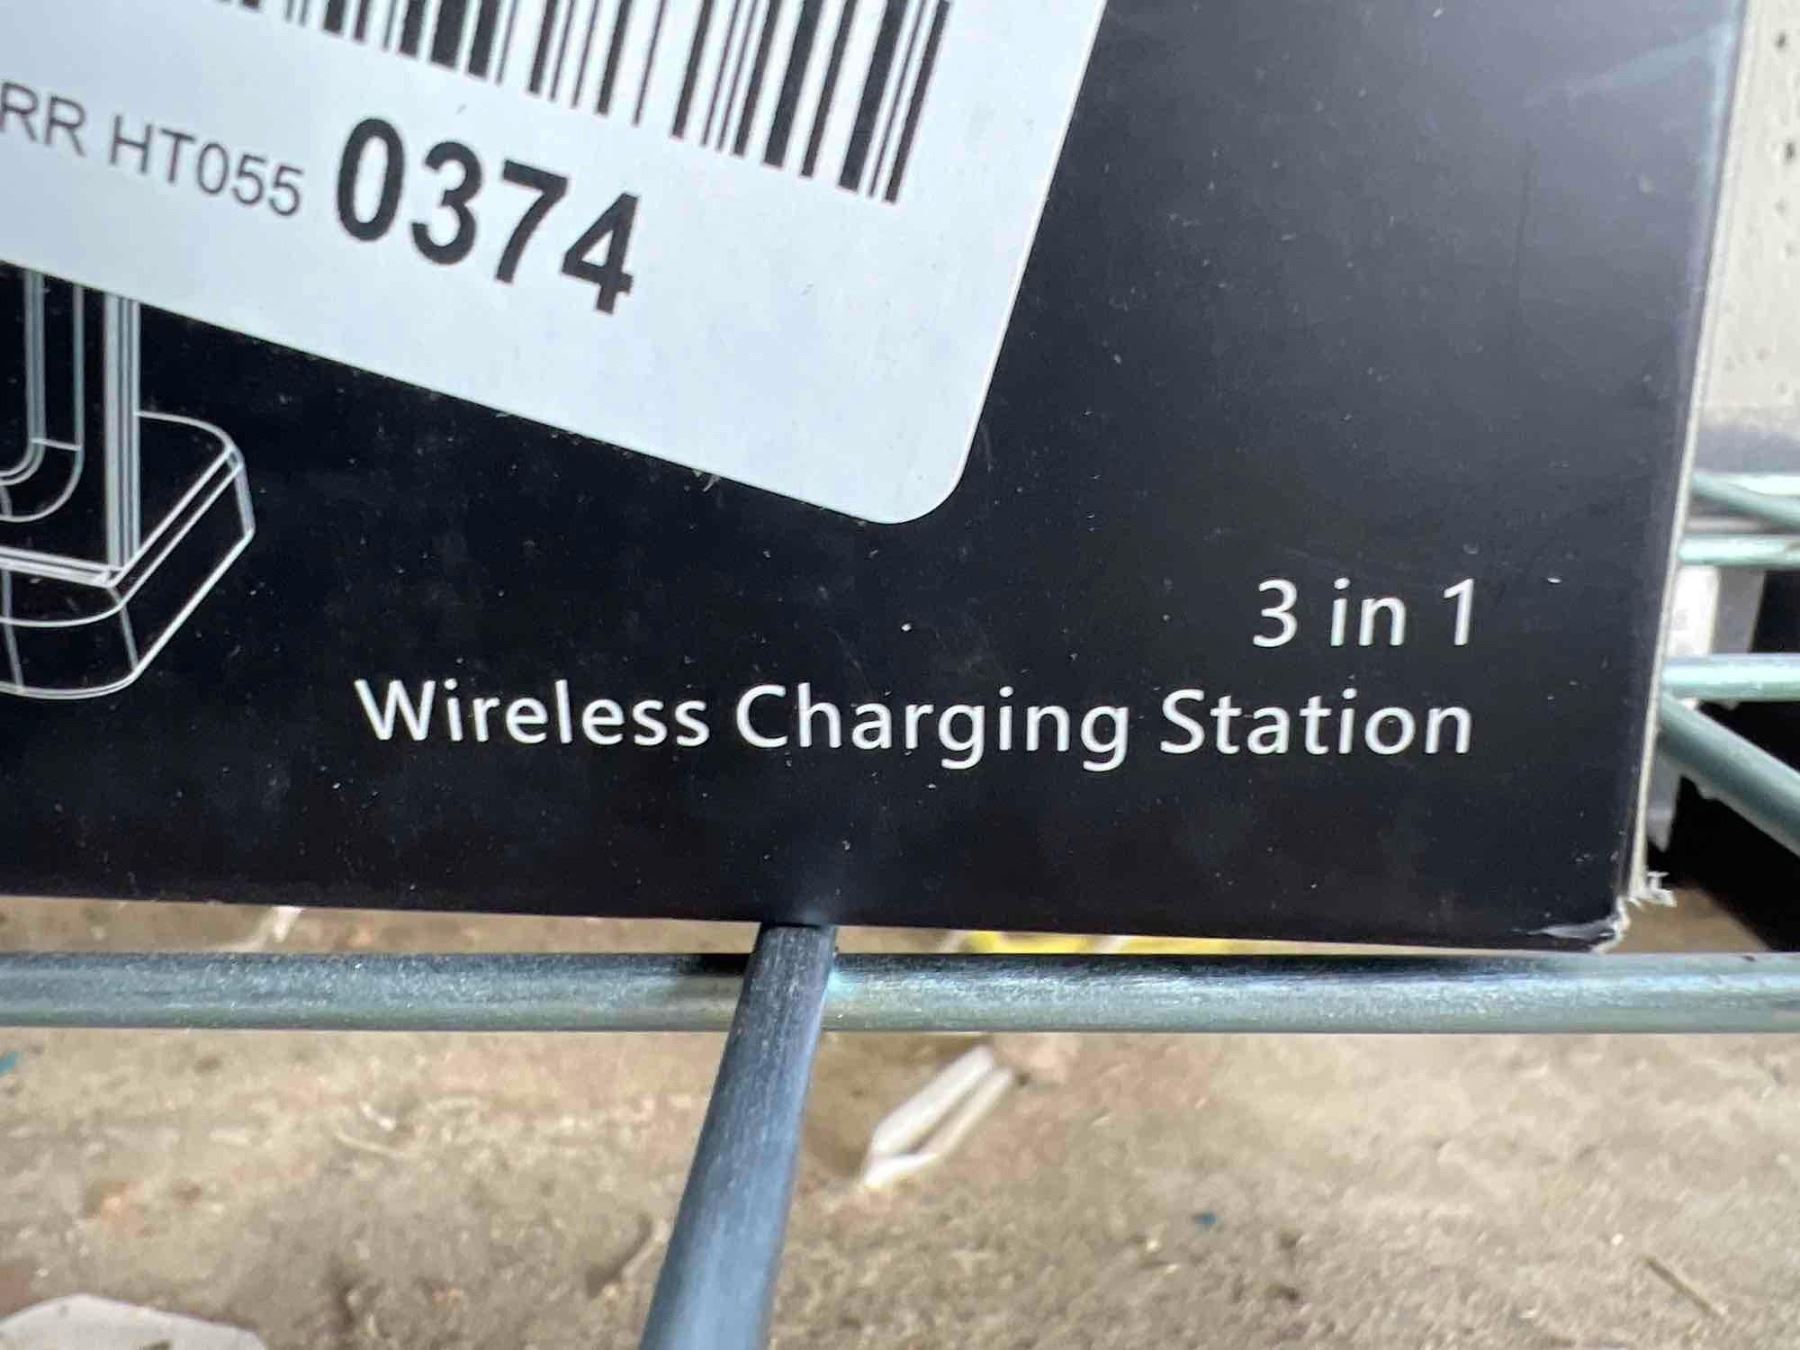 RR HT055 0374
3 in 1
Wireless Charging Station